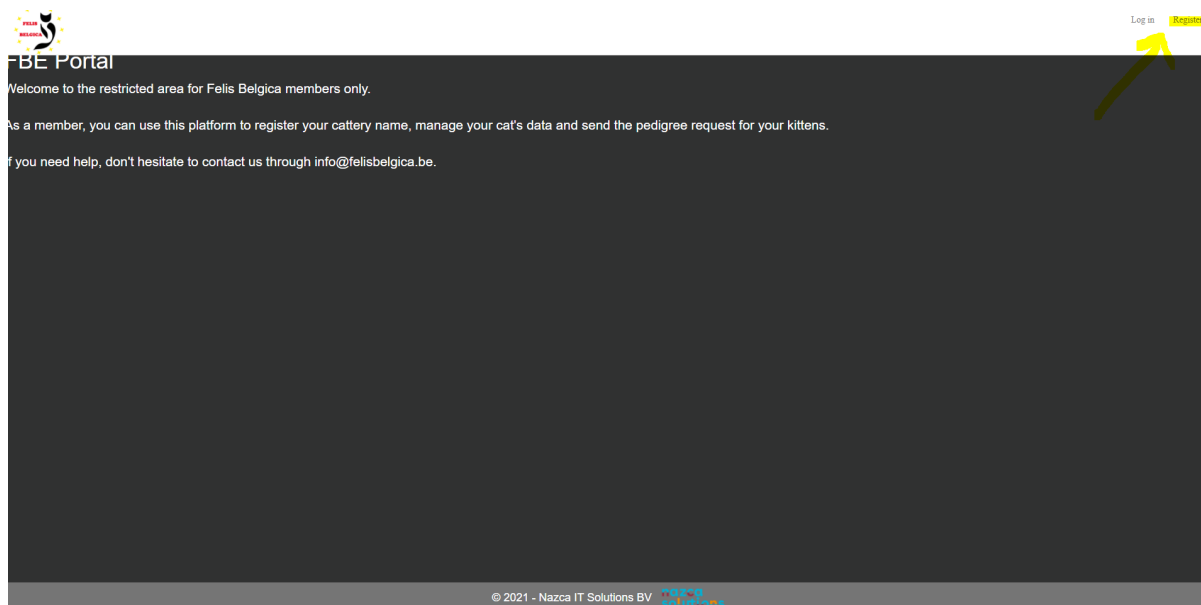 FELIS
BELGICA
Log in
Register
FBE Portal
Welcome to the restricted area for Felis Belgica members only.
As a member, you can use this platform to register your cattery name, manage your cat's data and send the pedigree request for your kittens.
If you need help, don't hesitate to contact us through info@felisbelgica.be.
© 2021 - Nazca IT Solutions BV
nazca
solutions